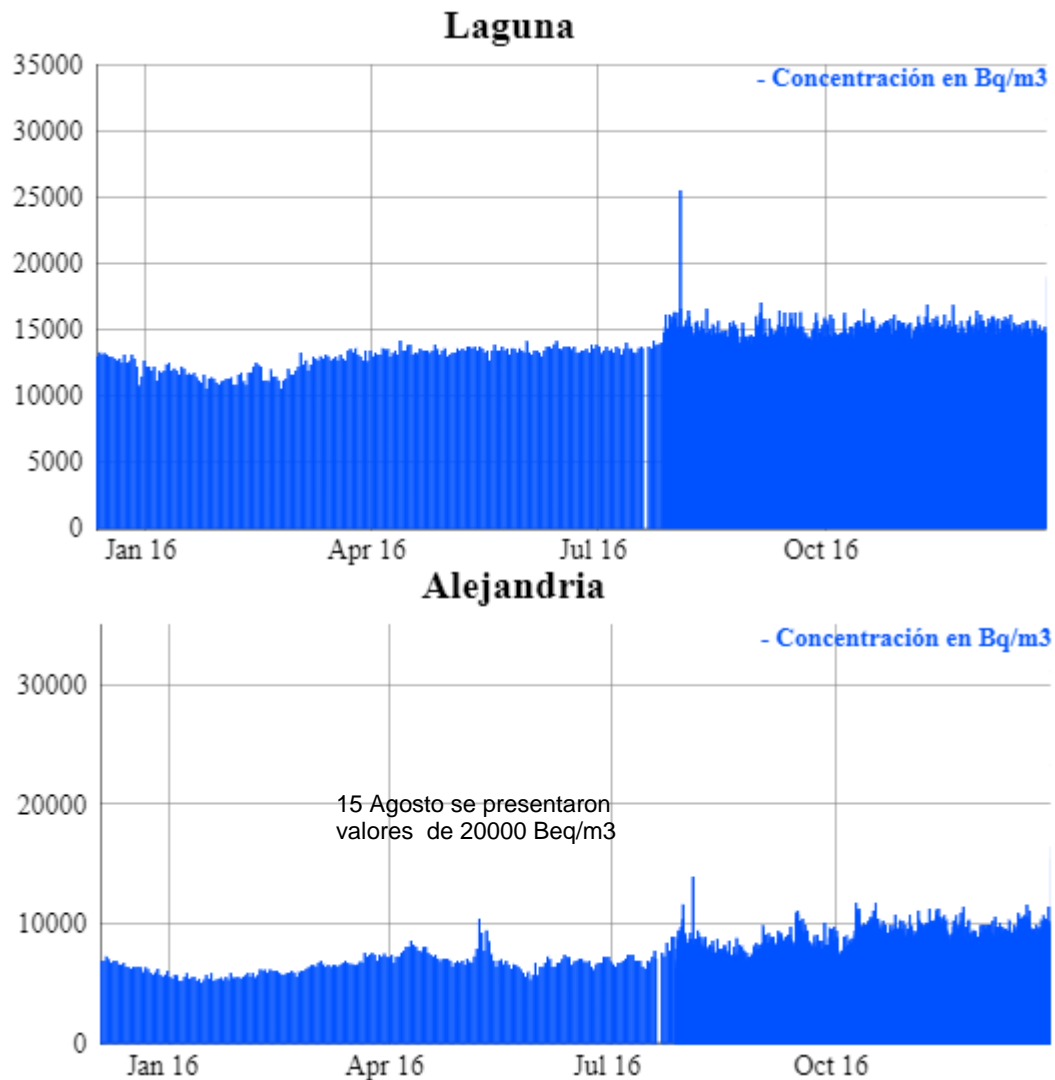 Laguna
35000
- Concentración en Bq/m3
30000
25000
20000
15000
10000
5000
0
Jan 16 Apr 16 Jul 16 Oct 16
Alejandria
- Concentración en Bq/m3
30000
20000
15 Agosto se presentaron
valores de 20000 Beq/m3
10000
0
Jan 16 Apr 16 Jul 16 Oct 16